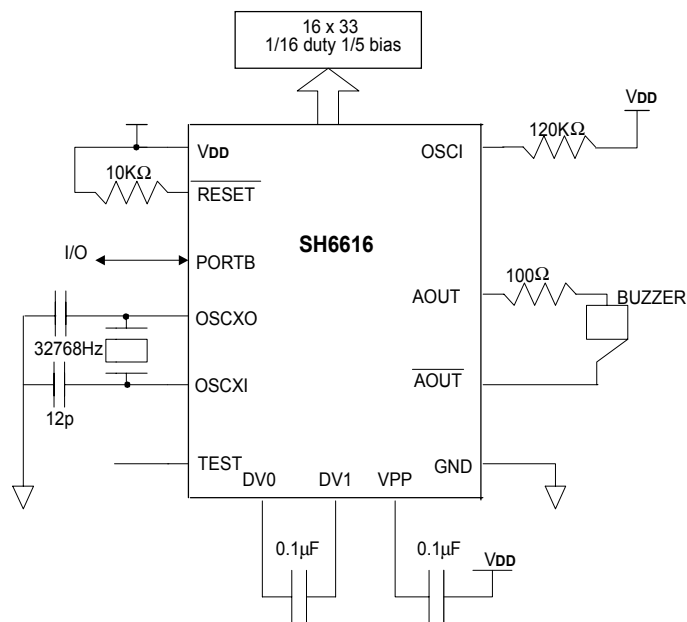 16 x 33
1/16 duty 1/5 bias
VDD
120KΩ
VDD
OSCI
10KΩ
RESET
SH6616
I/O
PORTB
100Ω
AOUT
BUZZER
OSCXO
32768Hz
AOUT
OSCXI
12p
TEST
GND
DV0
DV1
VPP
0.1µF
0.1µF
VDD